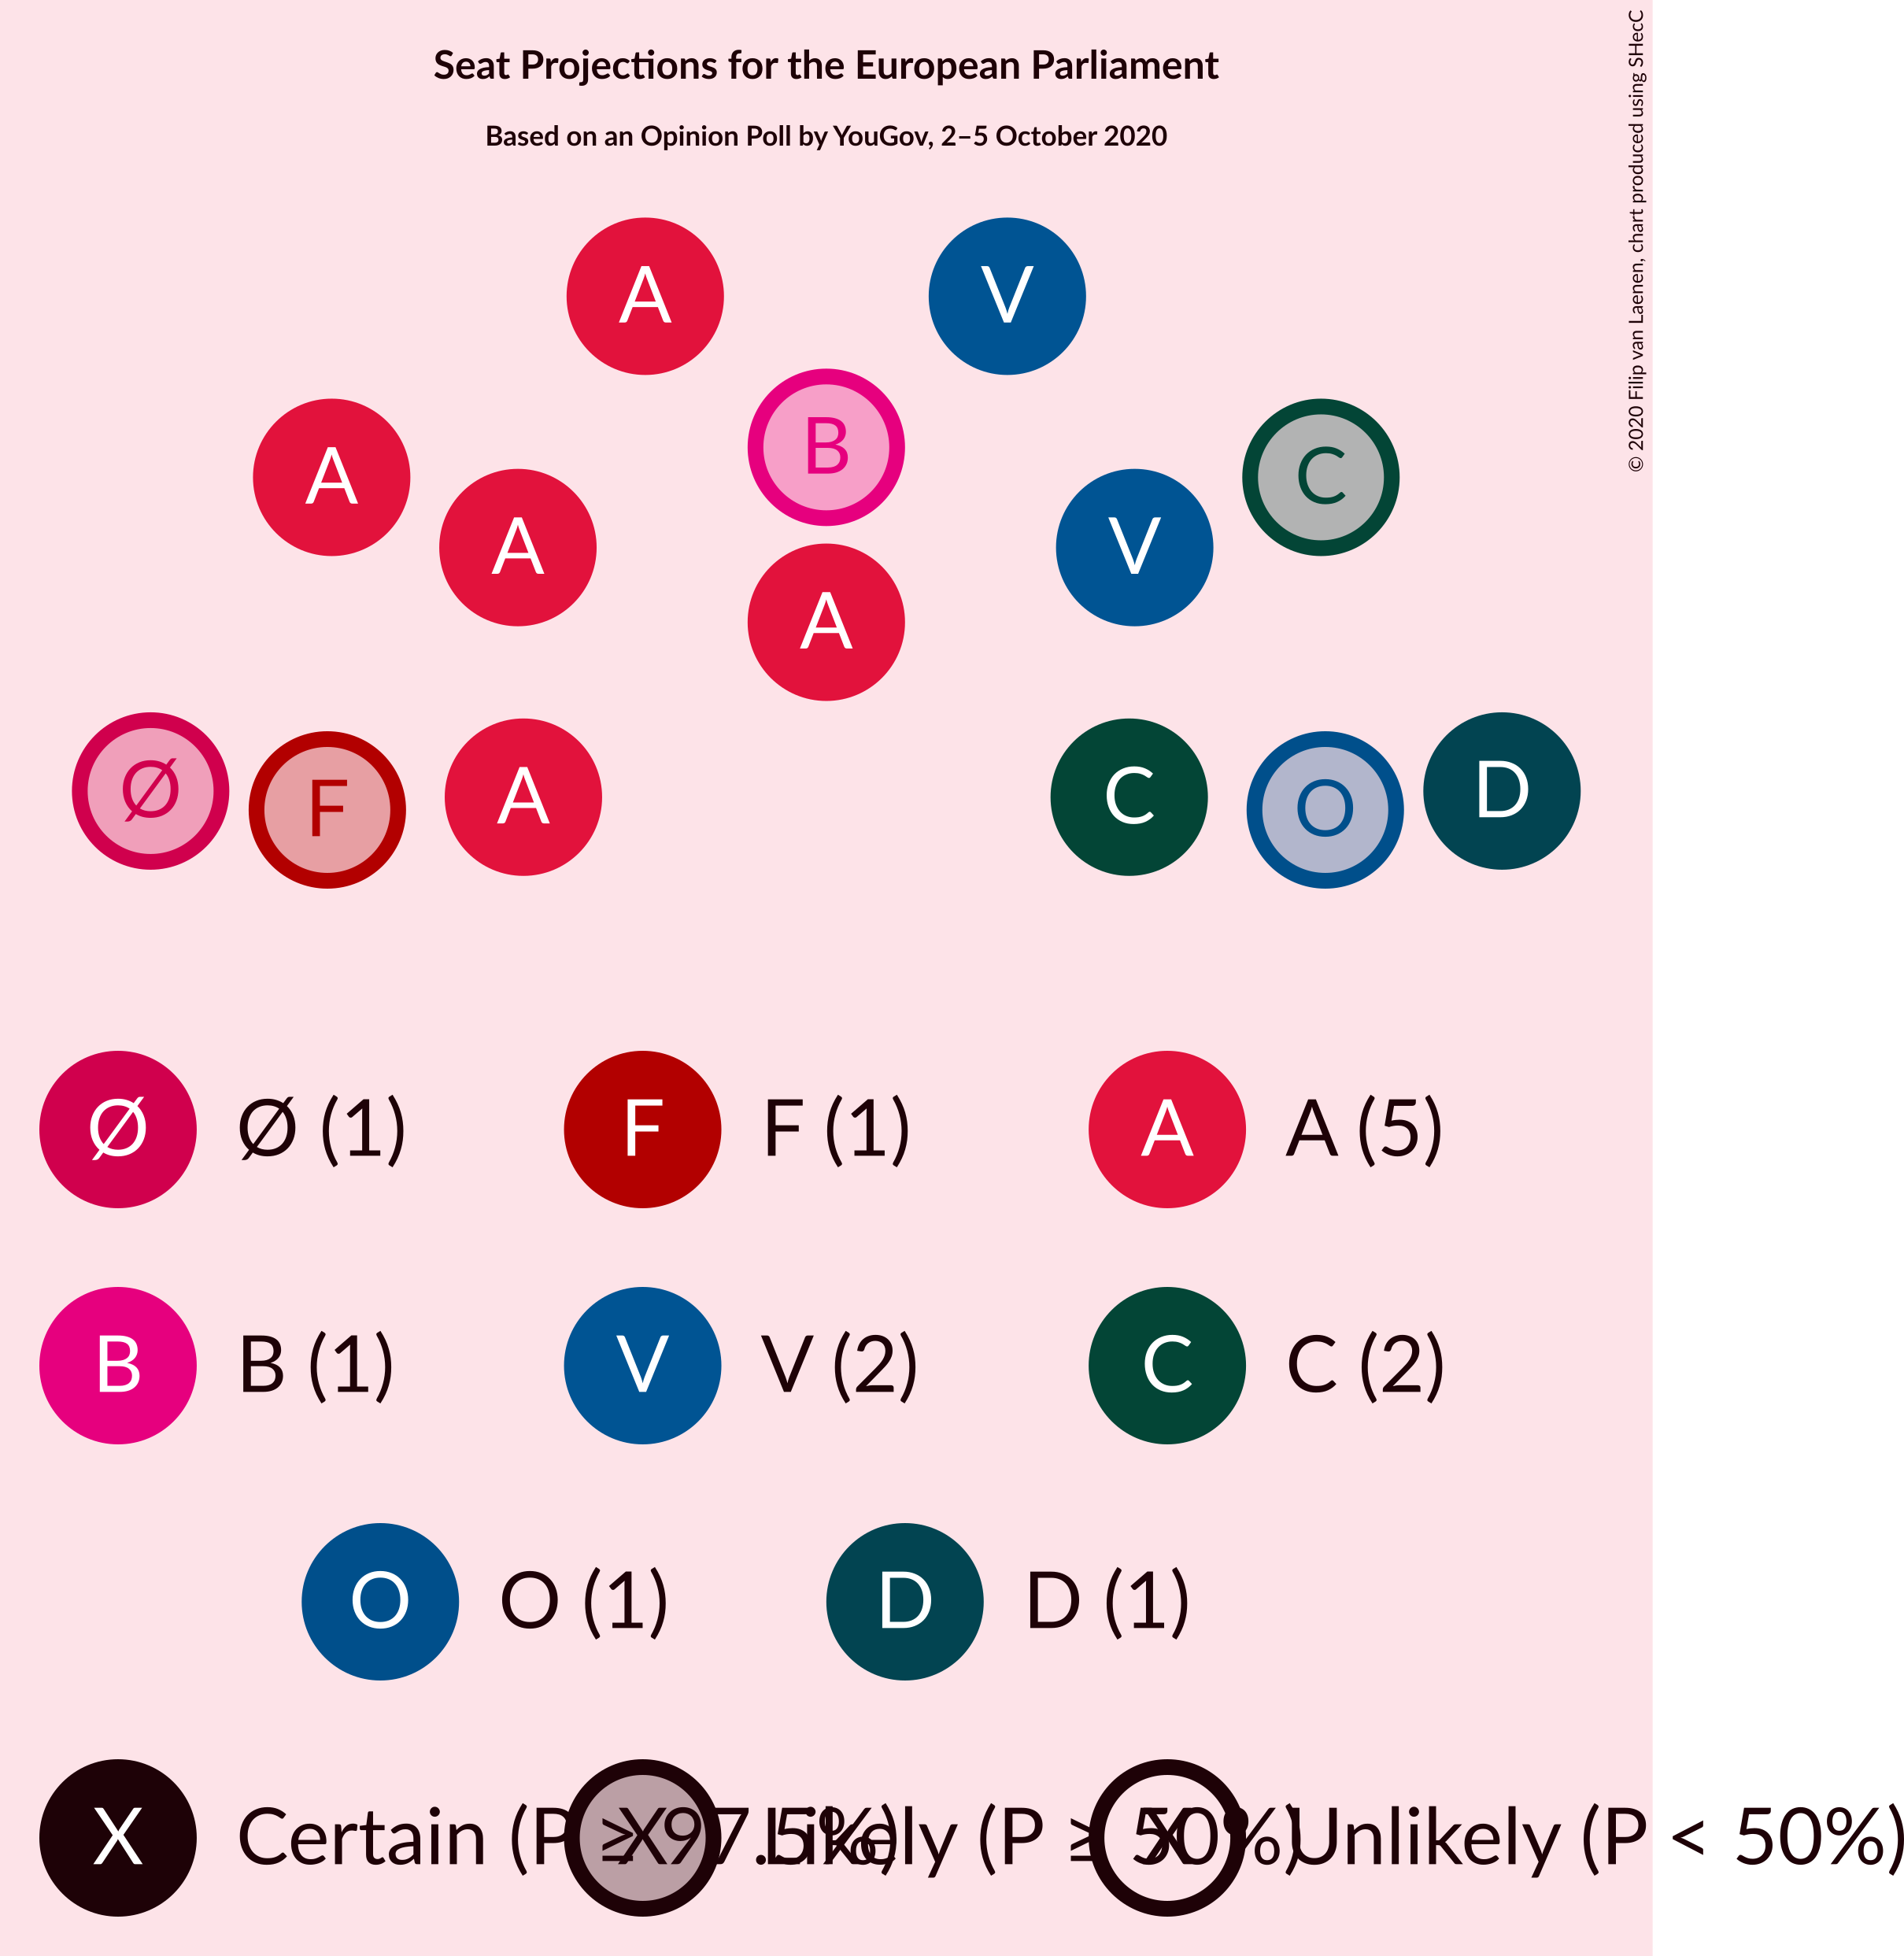 Seat Projections for the European Parliament
Based on an Opinion Poll by YouGov, 2–5 October 2020
© 2020 Filip van Laenen, chart produced using SHecC
A V
B
A C
A V
A
Ø D
A C
F O
Ø Ø (1) F F (1) A A (5)
B B (1) V V (2) C C (2)
O O (1) D D (1)
X Certain (P ≥ 97.5%) X Likely (P ≥ 50%) X Unlikely (P < 50%)